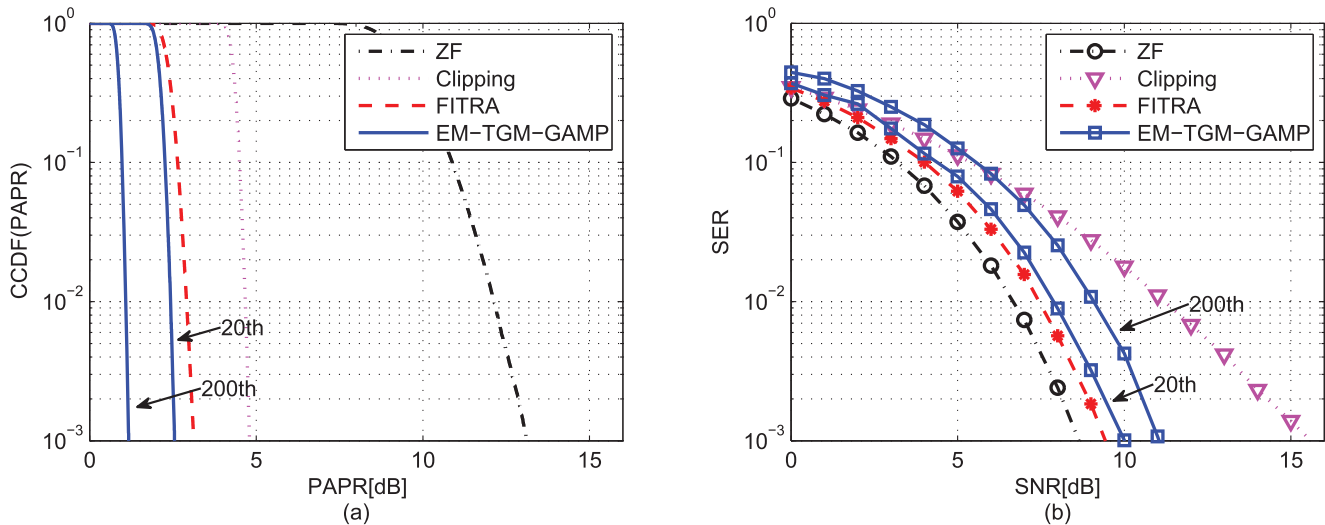 10^0
10^−1
10^−2
10^−3
CCDF(PAPR)
0
5
10
15
PAPR[dB]
(a)
ZF
Clipping
FITRA
EM−TGM−GAMP
20th
200th
10^0
10^−1
10^−2
10^−3
SER
0
5
10
15
SNR[dB]
(b)
ZF
Clipping
FITRA
EM−TGM−GAMP
200th
20th